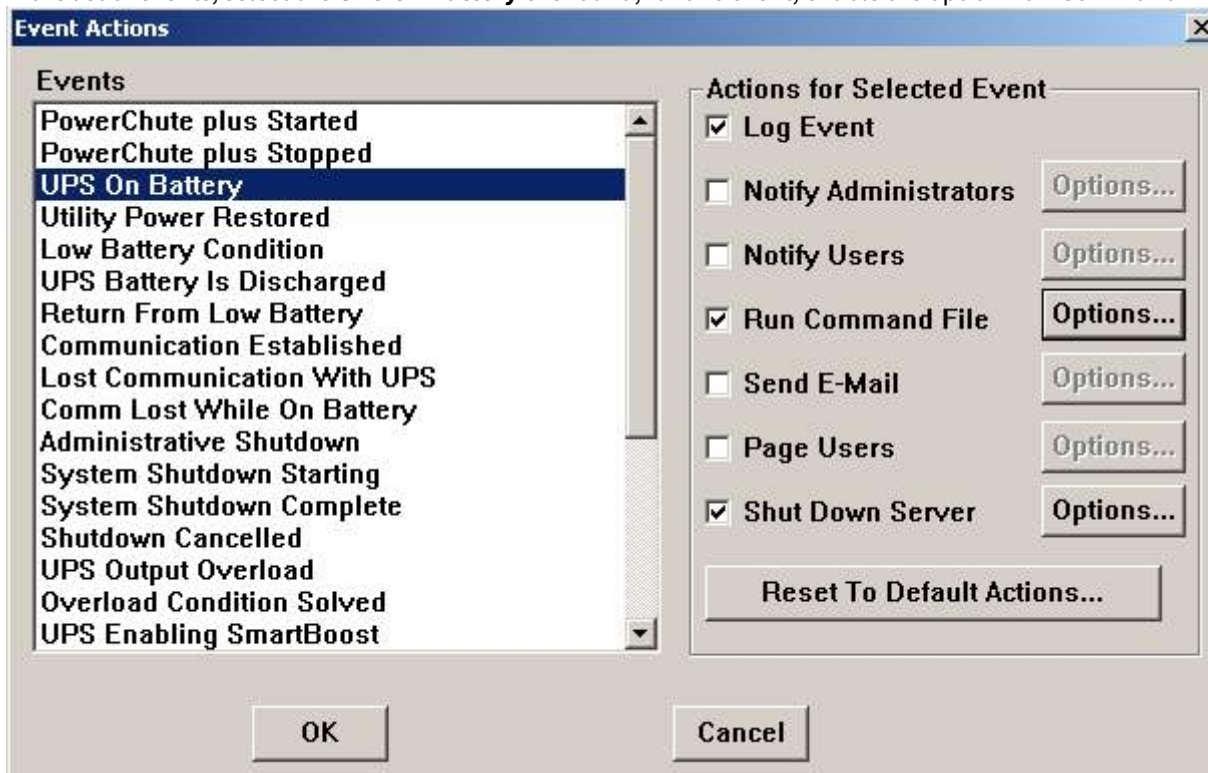 Event Actions
Events
PowerChute plus Started
PowerChute plus Stopped
UPS On Battery
Utility Power Restored
Low Battery Condition
UPS Battery Is Discharged
Return From Low Battery
Communication Established
Lost Communication With UPS
Comm Lost While On Battery
Administrative Shutdown
System Shutdown Starting
System Shutdown Complete
Shutdown Cancelled
UPS Output Overload
Overload Condition Solved
UPS Enabling SmartBoost
Actions for Selected Event
Log Event
Notify Administrators Options...
Notify Users Options...
Run Command File Options...
Send E-Mail Options...
Page Users Options...
Shut Down Server Options...
Reset To Default Actions...
OK Cancel